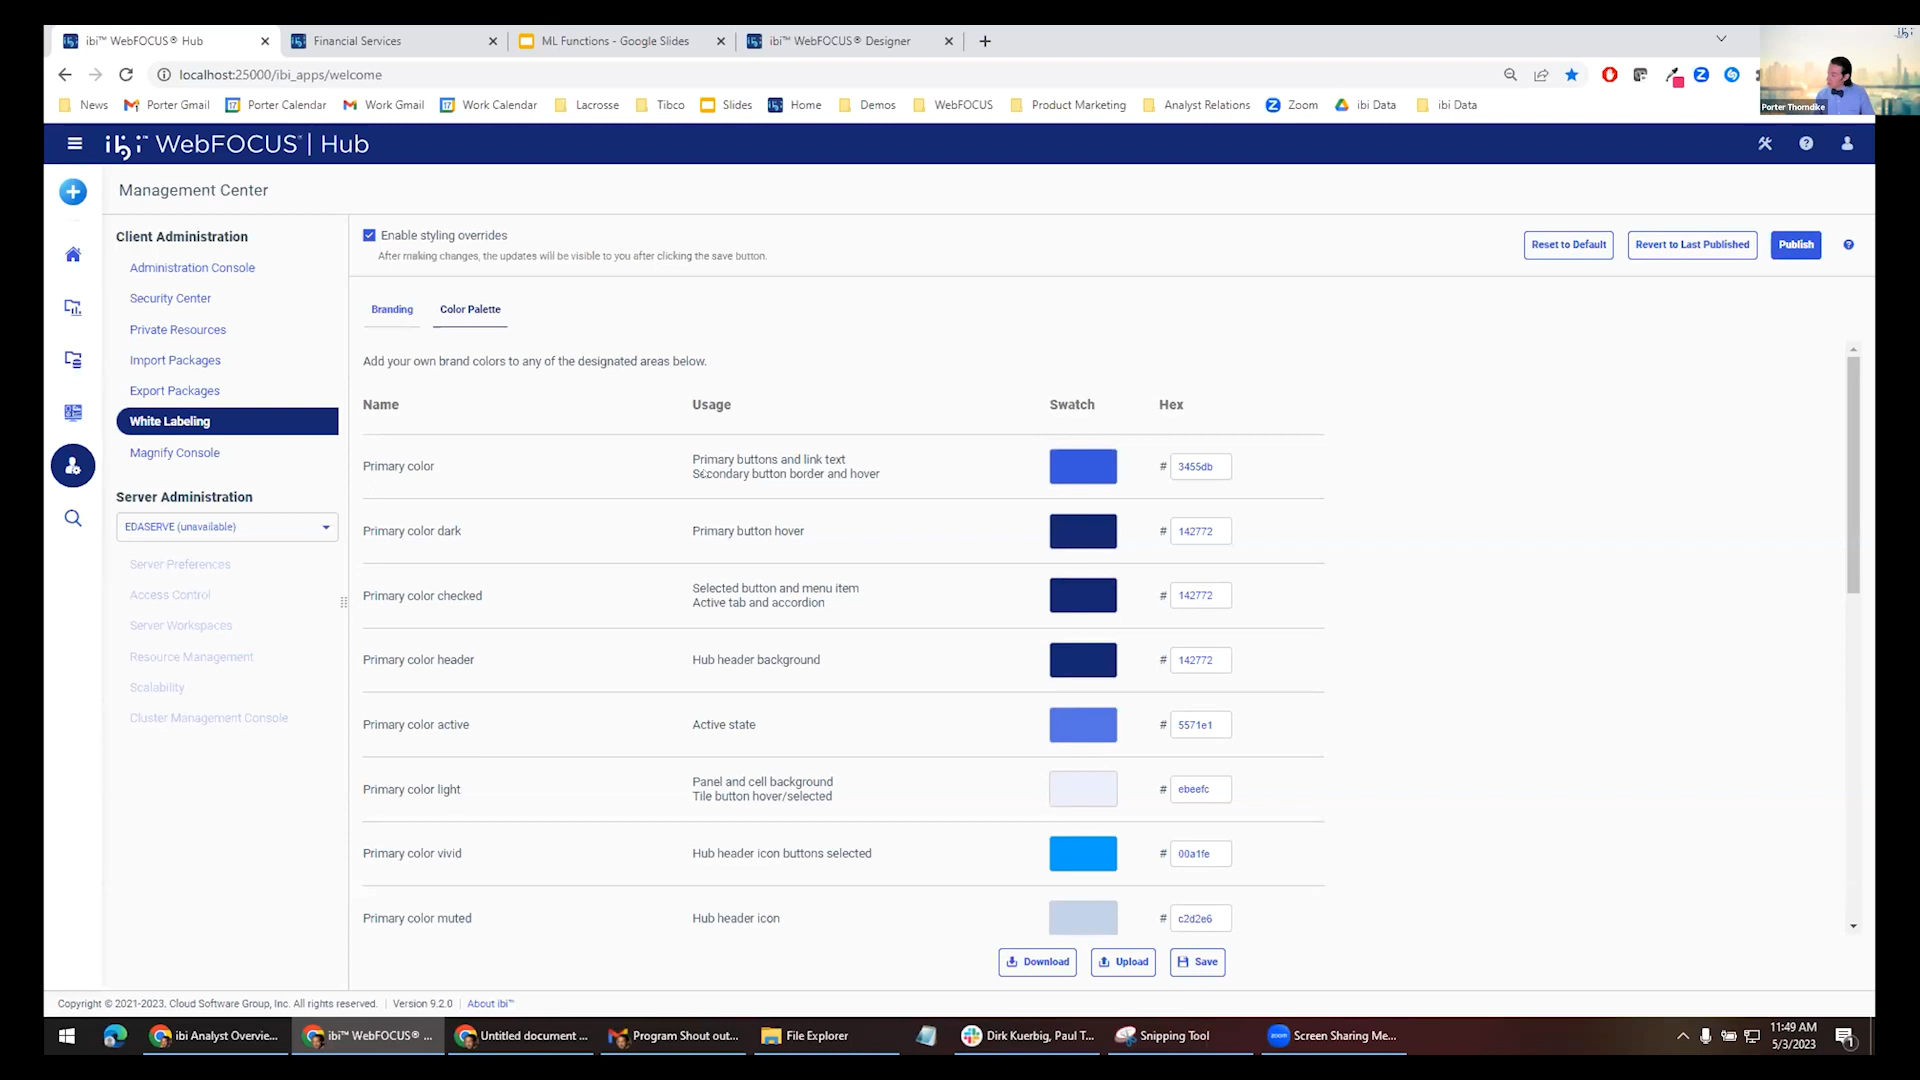 ibi™ WebFOCUS® Hub
Financial Services
ML Functions - Google Slides
ibi™ WebFOCUS® Designer
localhost:25000/ibi_apps/welcome
News
Porter Gmail
Porter Calendar
Work Gmail
Work Calendar
Lacrosse
Tibco
Slides
Home
Demos
WebFOCUS
Product Marketing
Analyst Relations
Zoom
ibi Data
ibi Data
Porter Thorndike
ibi™ WebFOCUS™ | Hub
Management Center
Client Administration
Administration Console
Security Center
Private Resources
Import Packages
Export Packages
White Labeling
Magnify Console
Server Administration
EDASERVE (unavailable)
Server Preferences
Access Control
Server Workspaces
Resource Management
Scalability
Cluster Management Console
Enable styling overrides
After making changes, the updates will be visible to you after clicking the save button.
Reset to Default
Revert to Last Published
Publish
Branding
Color Palette
Add your own brand colors to any of the designated areas below.
Name Usage Swatch Hex
Primary color
Primary buttons and link text
Secondary button border and hover
# 3455db
Primary color dark
Primary button hover
# 142772
Primary color checked
Selected button and menu item
Active tab and accordion
# 142772
Primary color header
Hub header background
# 142772
Primary color active
Active state
# 5571e1
Primary color light
Panel and cell background
Tile button hover/selected
# ebeefc
Primary color vivid
Hub header icon buttons selected
# 00a1fe
Primary color muted
Hub header icon
# c2d2e6
Download
Upload
Save
Copyright © 2021-2023. Cloud Software Group, Inc. All rights reserved. | Version 9.2.0 | About ibi™
ibi Analyst Overvie...
ibi™ WebFOCUS® ...
Untitled document ...
Program Shout out...
File Explorer
Dirk Kuerbig, Paul T...
Snipping Tool
zoom
Screen Sharing Me...
11:49 AM
5/3/2023
1